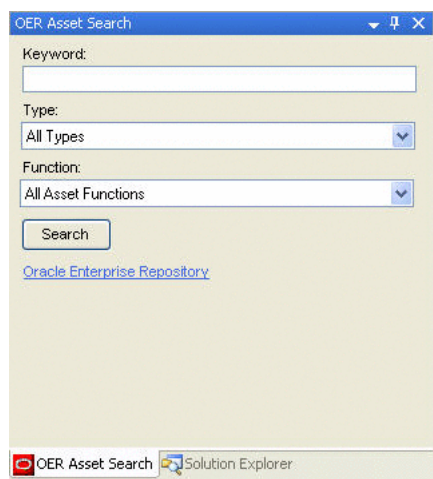 OER Asset Search
Keyword:
Type:
All Types
Function:
All Asset Functions
Search
Oracle Enterprise Repository
OER Asset Search Solution Explorer